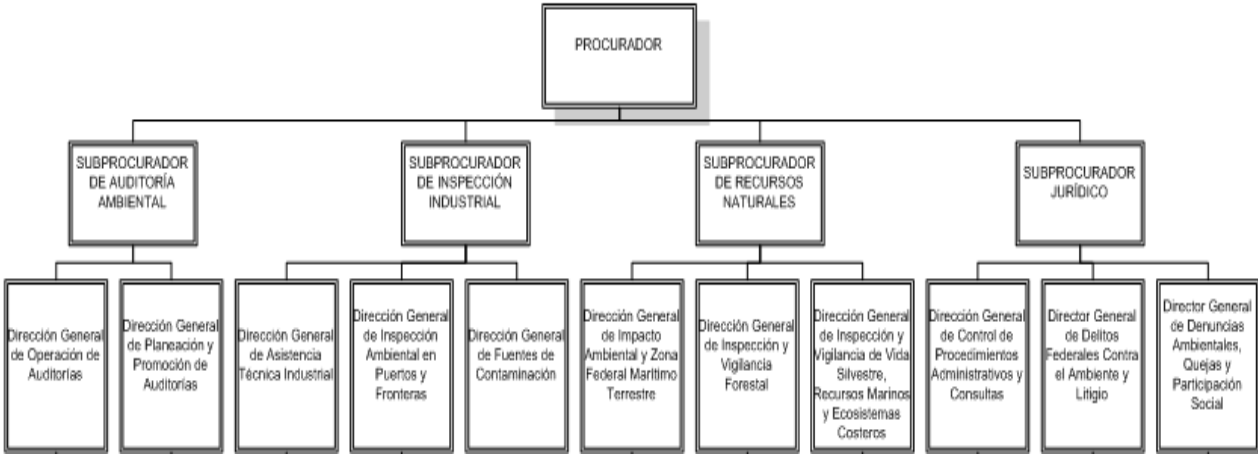 PROCURADOR
SUBPROCURADOR
DE AUDITORÍA
AMBIENTAL
SUBPROCURADOR
DE INSPECCIÓN
INDUSTRIAL
SUBPROCURADOR
DE RECURSOS
NATURALES
SUBPROCURADOR
JURÍDICO
Dirección General
de Operación de
Auditorías
Dirección General
de Planeación y
Promoción de
Auditorías
Dirección General
de Asistencia
Técnica Industrial
Dirección General
de Inspección
Ambiental en
Puertos y
Fronteras
Dirección General
de Fuentes de
Contaminación
Dirección General
de Impacto
Ambiental y Zona
Federal Marítimo
Terrestre
Dirección General
de Inspección y
Vigilancia
Forestal
Dirección General
de Inspección y
Vigilancia de Vida
Silvestre,
Recursos Marinos
y Ecosistemas
Costeros
Dirección General
de Control de
Procedimientos
Administrativos y
Consultas
Director General
de Delitos
Federales Contra
el Ambiente y
Litigio
Director General
de Denuncias
Ambientales,
Quejas y
Participación
Social